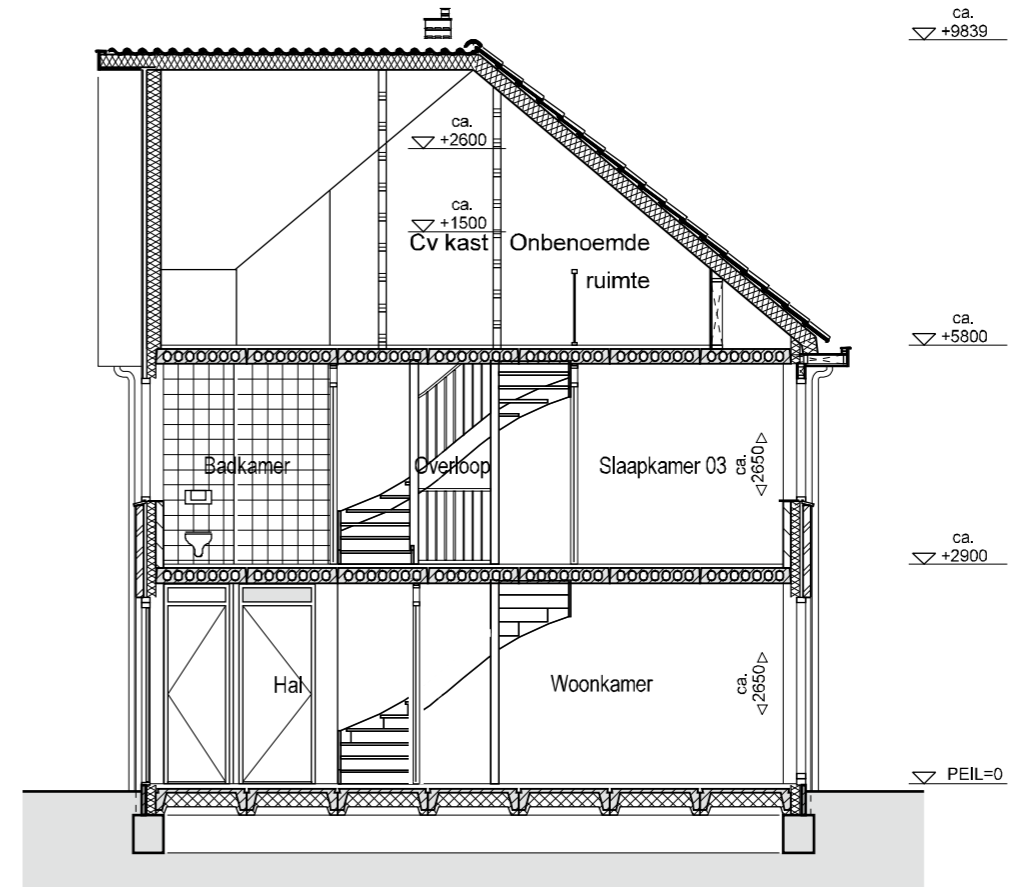 ca.
+9839
ca.
+2600
ca.
+1500
Cv kast
Onbenoemde
ruimte
ca.
+5800
Badkamer
Overloop
Slaapkamer 03
ca.
2650
ca.
+2900
Hal
Woonkamer
ca.
2650
PEIL=0